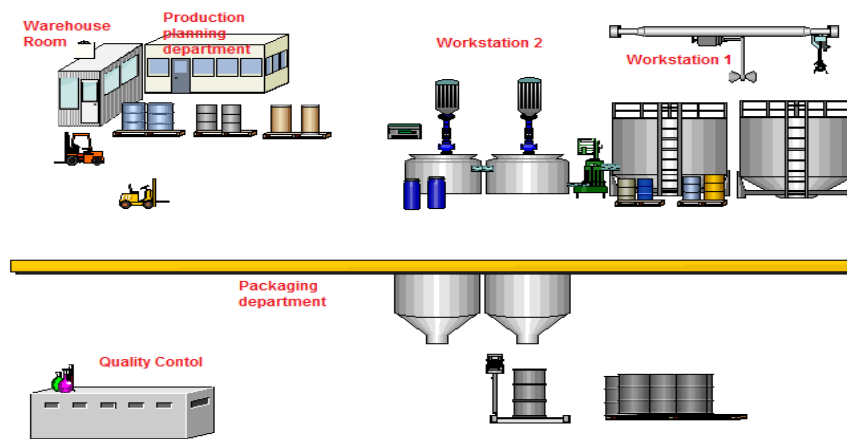 Warehouse
Room
Production
planning
department
Workstation 2
Workstation 1
Packaging
department
Quality Contol